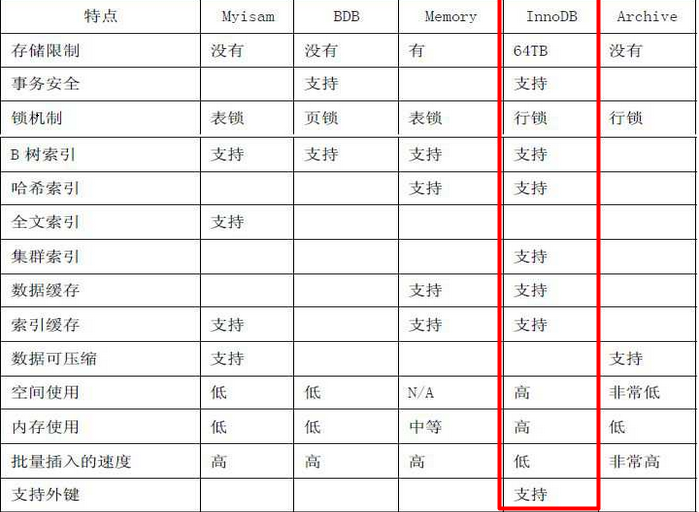 特点 Myisam BDB Memory InnoDB Archive
存储限制 没有 没有 有 64TB 没有
事务安全 支持 支持
锁机制 表锁 页锁 表锁 行锁 行锁
B 树索引 支持 支持 支持 支持
哈希索引 支持 支持
全文索引 支持
集群索引 支持
数据缓存 支持 支持
索引缓存 支持 支持 支持
数据可压缩 支持 支持
空间使用 低 低 N/A 高 非常低
内存使用 低 低 中等 高 低
批量插入的速度 高 高 高 低 非常高
支持外键 支持